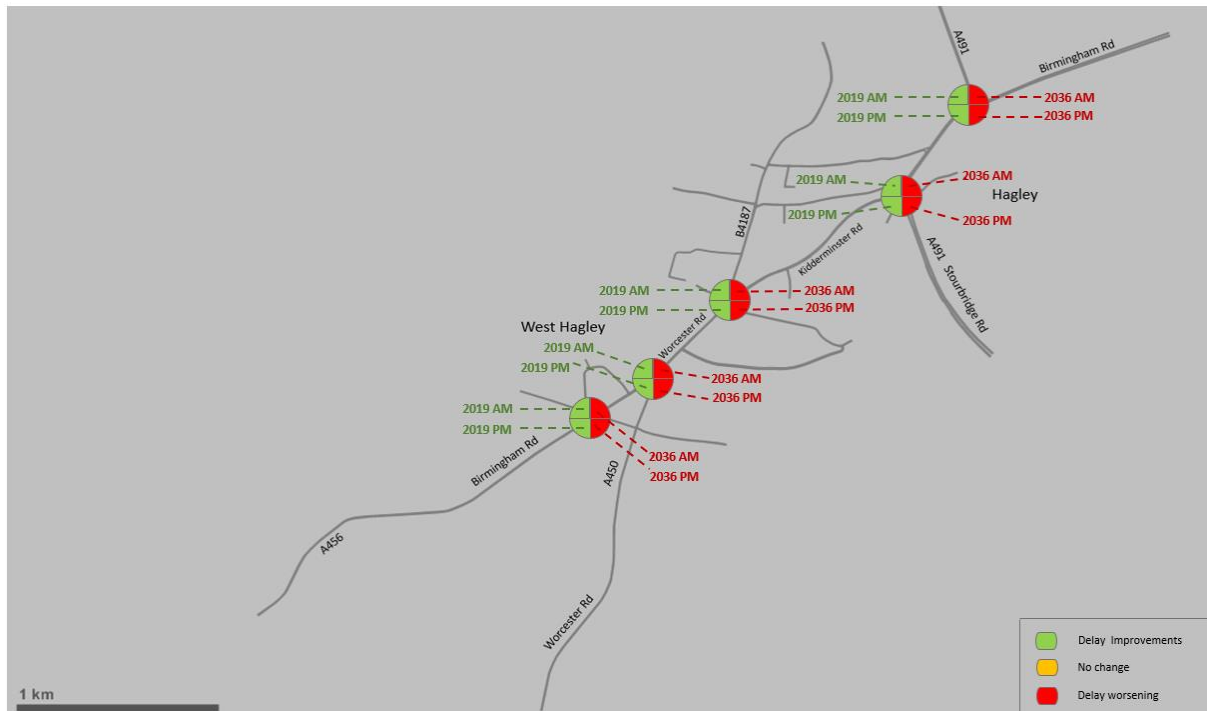 A491
Birmingham Rd
2019 AM
2036 AM
2019 PM
2036 PM
2019 AM
2036 AM
Hagley
2019 PM
2036 PM
B4187
Kidderminster Rd
A491 Stourbridge Rd
2019 AM
2036 AM
2019 PM
2036 PM
West Hagley
Worcester Rd
2019 AM
2019 PM
2036 AM
2036 PM
2019 AM
2019 PM
Birmingham Rd
2036 AM
2036 PM
A450
A456
Worcester Rd
Delay Improvements
No change
Delay worsening
1 km